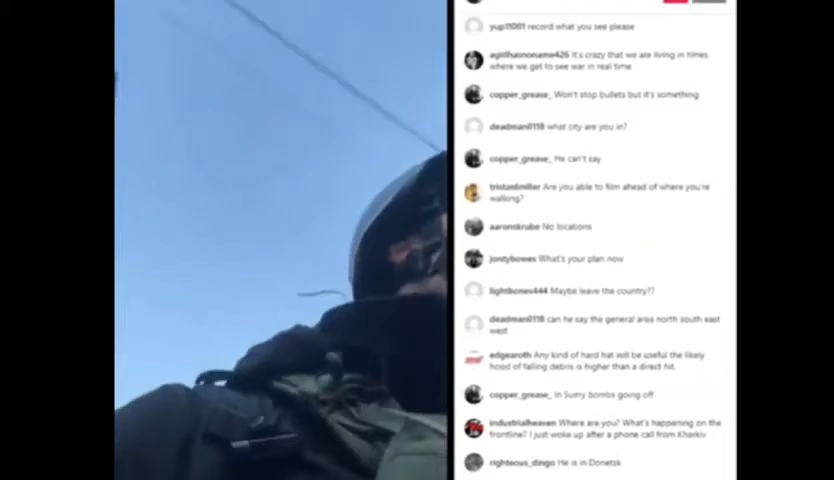 yup11001 record what you see please
agirlhasnoname426 It's crazy that we are living in times
where we get to see war in real time
copper_grease_ Won't stop bullets but it's something
deadman0118 what city are you in?
copper_grease_ He can't say
tristantmiller Are you able to film ahead of where you're
walking?
aaronskrube No locations
jontybowes What's your plan now
lightbones444 Maybe leave the country??
deadman0118 can he say the general area north south east
west
edgearoth Any kind of hard hat will be useful the likely
hood of falling debris is higher than a direct hit.
copper_grease_ In Sumy bombs going off
industrialheaven Where are you? What's happening on the
frontline? I just woke up after a phone call from Kharkiv
righteous_dingo He is in Donetsk